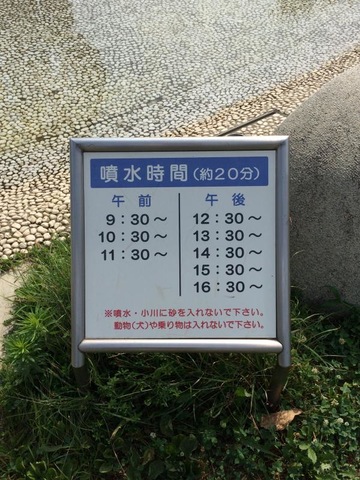 噴水時間(約20分)
午前
9:30～
10:30～
11:30～
午後
12:30～
13:30～
14:30～
15:30～
16:30～
※噴水・小川に砂を入れないで下さい。
動物(犬)や乗り物は入れないで下さい。